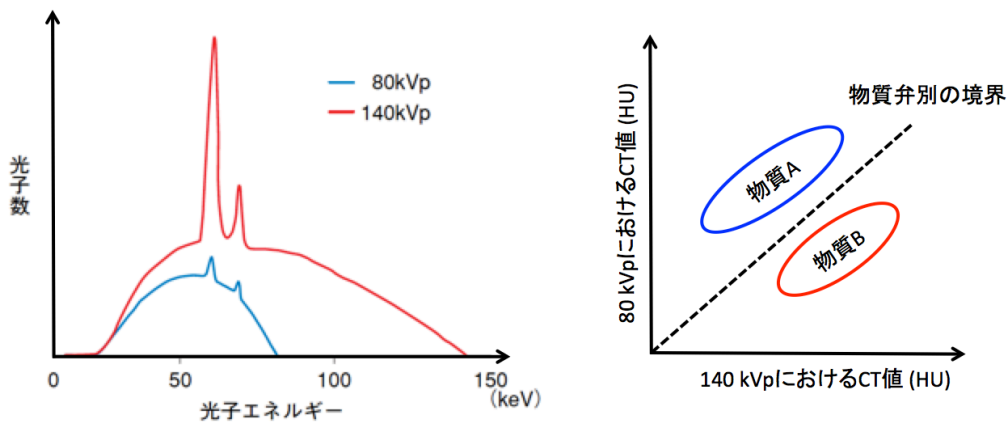 80kVp
140kVp
光子数
0
50
100
150
(keV)
光子エネルギー
物質弁別の境界
物質A
物質B
80 kVpにおけるCT値 (HU)
140 kVpにおけるCT値 (HU)